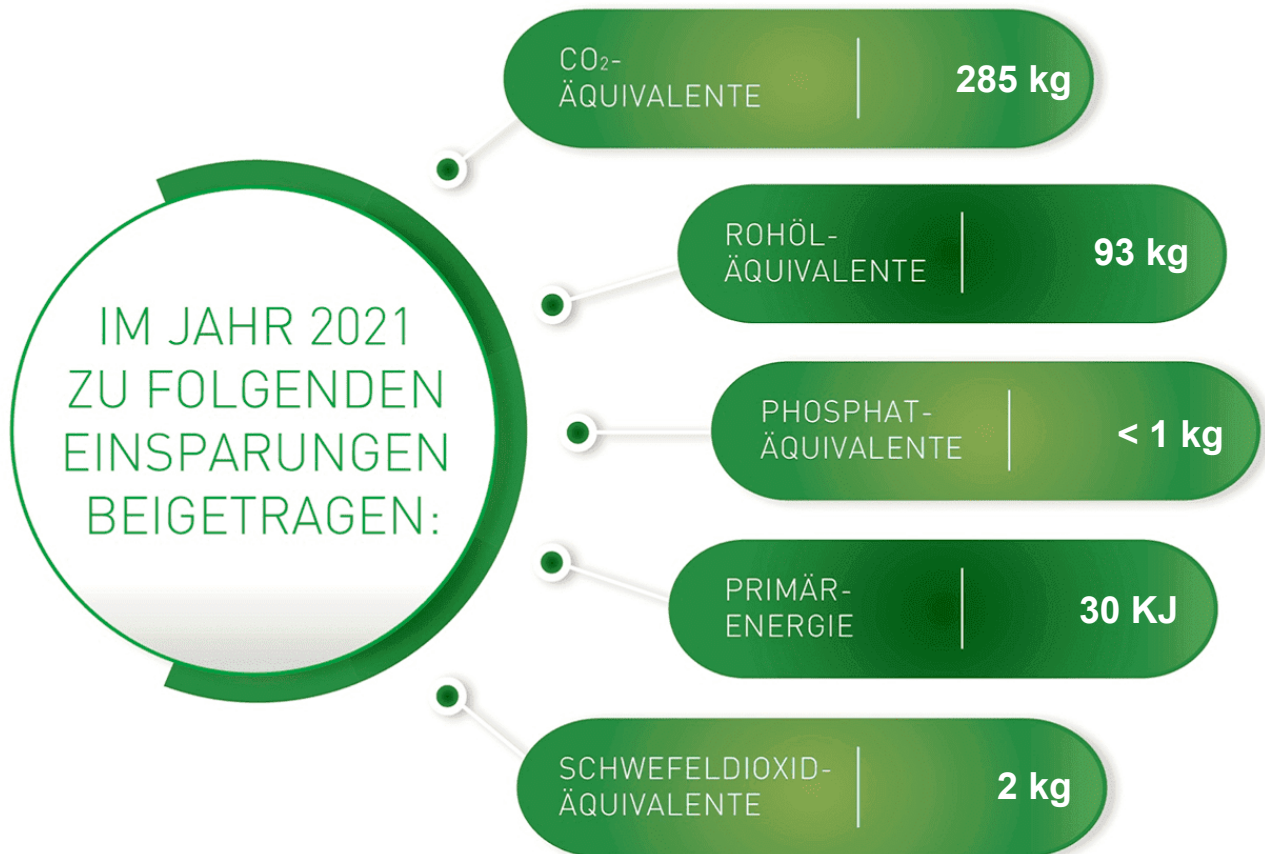 IM JAHR 2021
ZU FOLGENDEN
EINSPARUNGEN
BEIGETRAGEN:
CO₂-
ÄQUIVALENTE
285 kg
ROHÖL-
ÄQUIVALENTE
93 kg
PHOSPHAT-
ÄQUIVALENTE
< 1 kg
PRIMÄR-
ENERGIE
30 KJ
SCHWEFELDIOXID-
ÄQUIVALENTE
2 kg